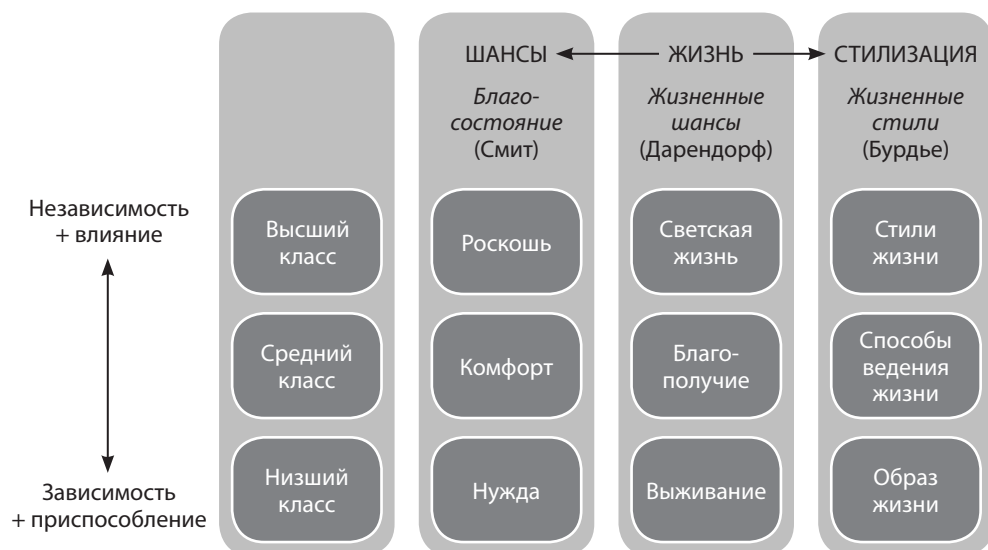 ШАНСЫ ЖИЗНЬ СТИЛИЗАЦИЯ
Благо-
состояние
(Смит)
Жизненные
шансы
(Дарендорф)
Жизненные
стили
(Бурдье)
Независимость
+ влияние
Высший
класс
Роскошь
Светская
жизнь
Стили
жизни
Средний
класс
Комфорт
Благо-
получие
Способы
ведения
жизни
Зависимость
+ приспособление
Низший
класс
Нужда
Выживание
Образ
жизни